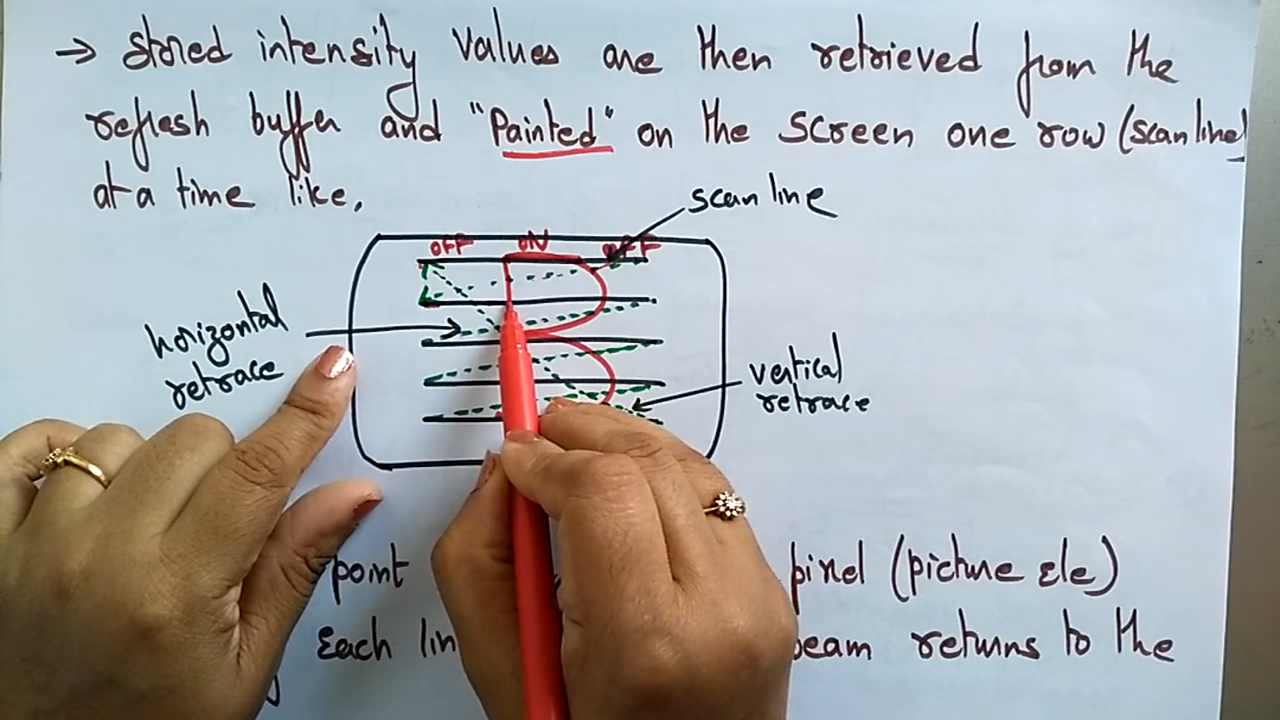 → stored intensity values are then retrieved from the
refresh buffer and "Painted" on the screen one row (scan line)
at a time like,
scan line
OFF ON OFF
horizontal
retrace
vertical
retrace
point pixel (picture ele)
Each lin beam returns to the